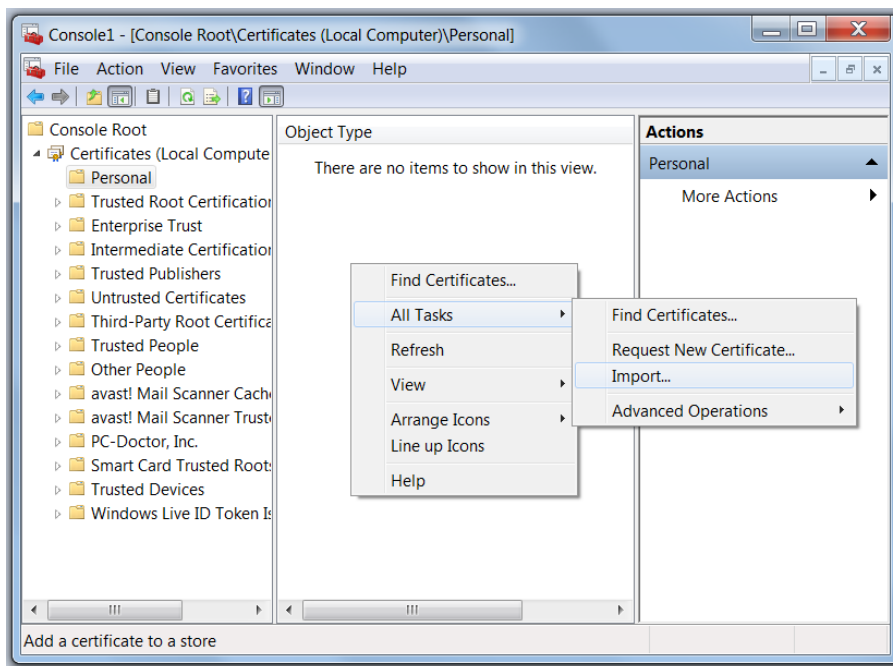 Console1 - [Console Root\Certificates (Local Computer)\Personal]
File Action View Favorites Window Help
Console Root
Certificates (Local Compute
Personal
Trusted Root Certification
Enterprise Trust
Intermediate Certification
Trusted Publishers
Untrusted Certificates
Third-Party Root Certifica
Trusted People
Other People
avast! Mail Scanner Cach
avast! Mail Scanner Trust
PC-Doctor, Inc.
Smart Card Trusted Roots
Trusted Devices
Windows Live ID Token Is
Object Type
There are no items to show in this view.
Find Certificates...
All Tasks
Refresh
View
Arrange Icons
Line up Icons
Help
Find Certificates...
Request New Certificate...
Import...
Advanced Operations
Actions
Personal
More Actions
Add a certificate to a store